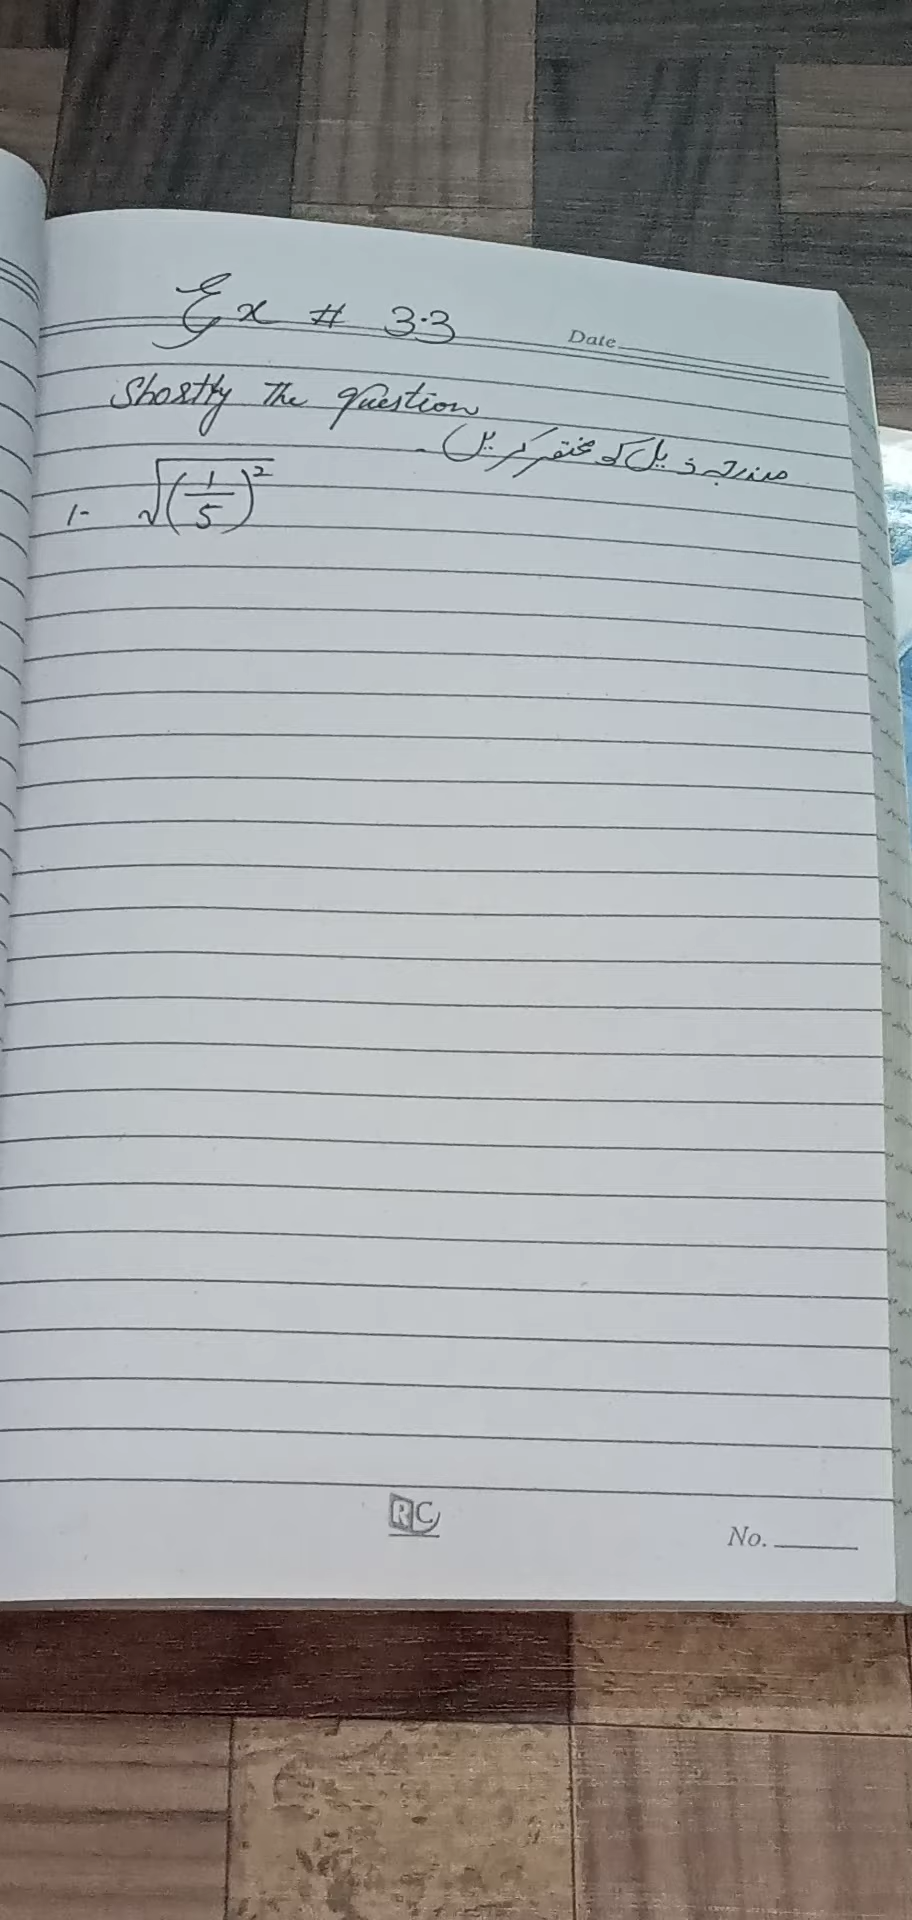 Ex # 3.3
Date
Shortly The question
مندرجہ ذیل کو مختصر کریں۔
1- √(1/5)²
RC
No.